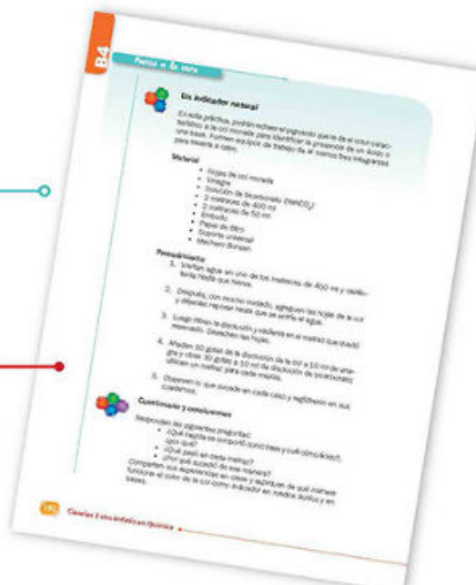 B4
Manos a la obra
Un indicador natural
En esta práctica, podrán extraer el pigmento que le da el color carac-
terístico a la col morada para identificar la presencia de un ácido o
una base. Formen equipos de trabajo de al menos tres integrantes
para llevarla a cabo.
Material
• Hojas de col morada
• Vinagre
• Solución de bicarbonato (NaHCO₃)
• 2 matraces de 400 ml
• 2 matraces de 50 ml
• Embudo
• Papel de filtro
• Soporte universal
• Mechero Bunsen
Procedimiento
1. Viertan agua en uno de los matraces de 400 ml y calién-
tenla hasta que hierva.
2. Después, con mucho cuidado, agreguen las hojas de la col
y déjenlas reposar hasta que se enfríe el agua.
3. Luego filtren la disolución y viértanla en el matraz que quedó
reservado. Desechen las hojas.
4. Añadan 30 gotas de la disolución de la col a 10 ml de vina-
gre y otras 30 gotas a 10 ml de disolución de bicarbonato;
utilicen un matraz para cada mezcla.
5. Observen lo que sucede en cada caso y regístrenlo en sus
cuadernos.
Cuestionario y conclusiones
Respondan las siguientes preguntas:
• ¿Qué mezcla se comportó como base y cuál como ácido?,
¿por qué?
• ¿Qué pasó en cada matraz?
• ¿Por qué sucedió de esa manera?
Compartan sus experiencias en clase y expliquen de qué manera
funcionar el color de la col como indicador en medios ácidos y en
bases.
Ciencias 3 con énfasis en Química